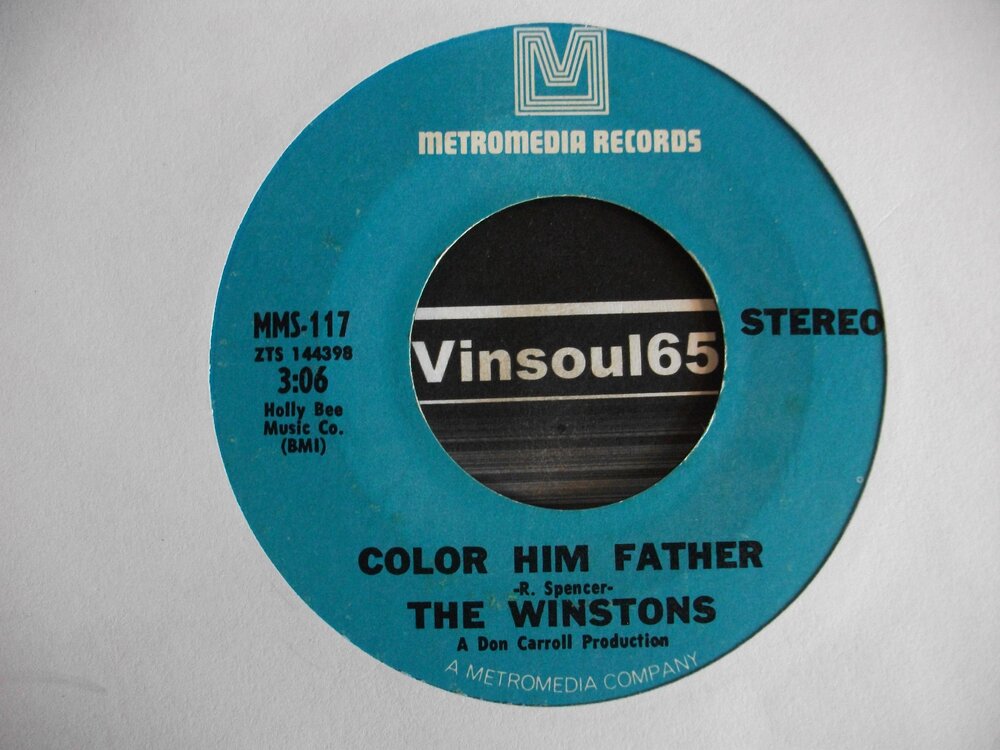 METROMEDIA RECORDS
MMS-117
ZTS 144398
3:06
Holly Bee
Music Co.
(BMI)
STEREO
Vinsoul65
COLOR HIM FATHER
-R. Spencer-
THE WINSTONS
A Don Carroll Production
A METROMEDIA COMPANY